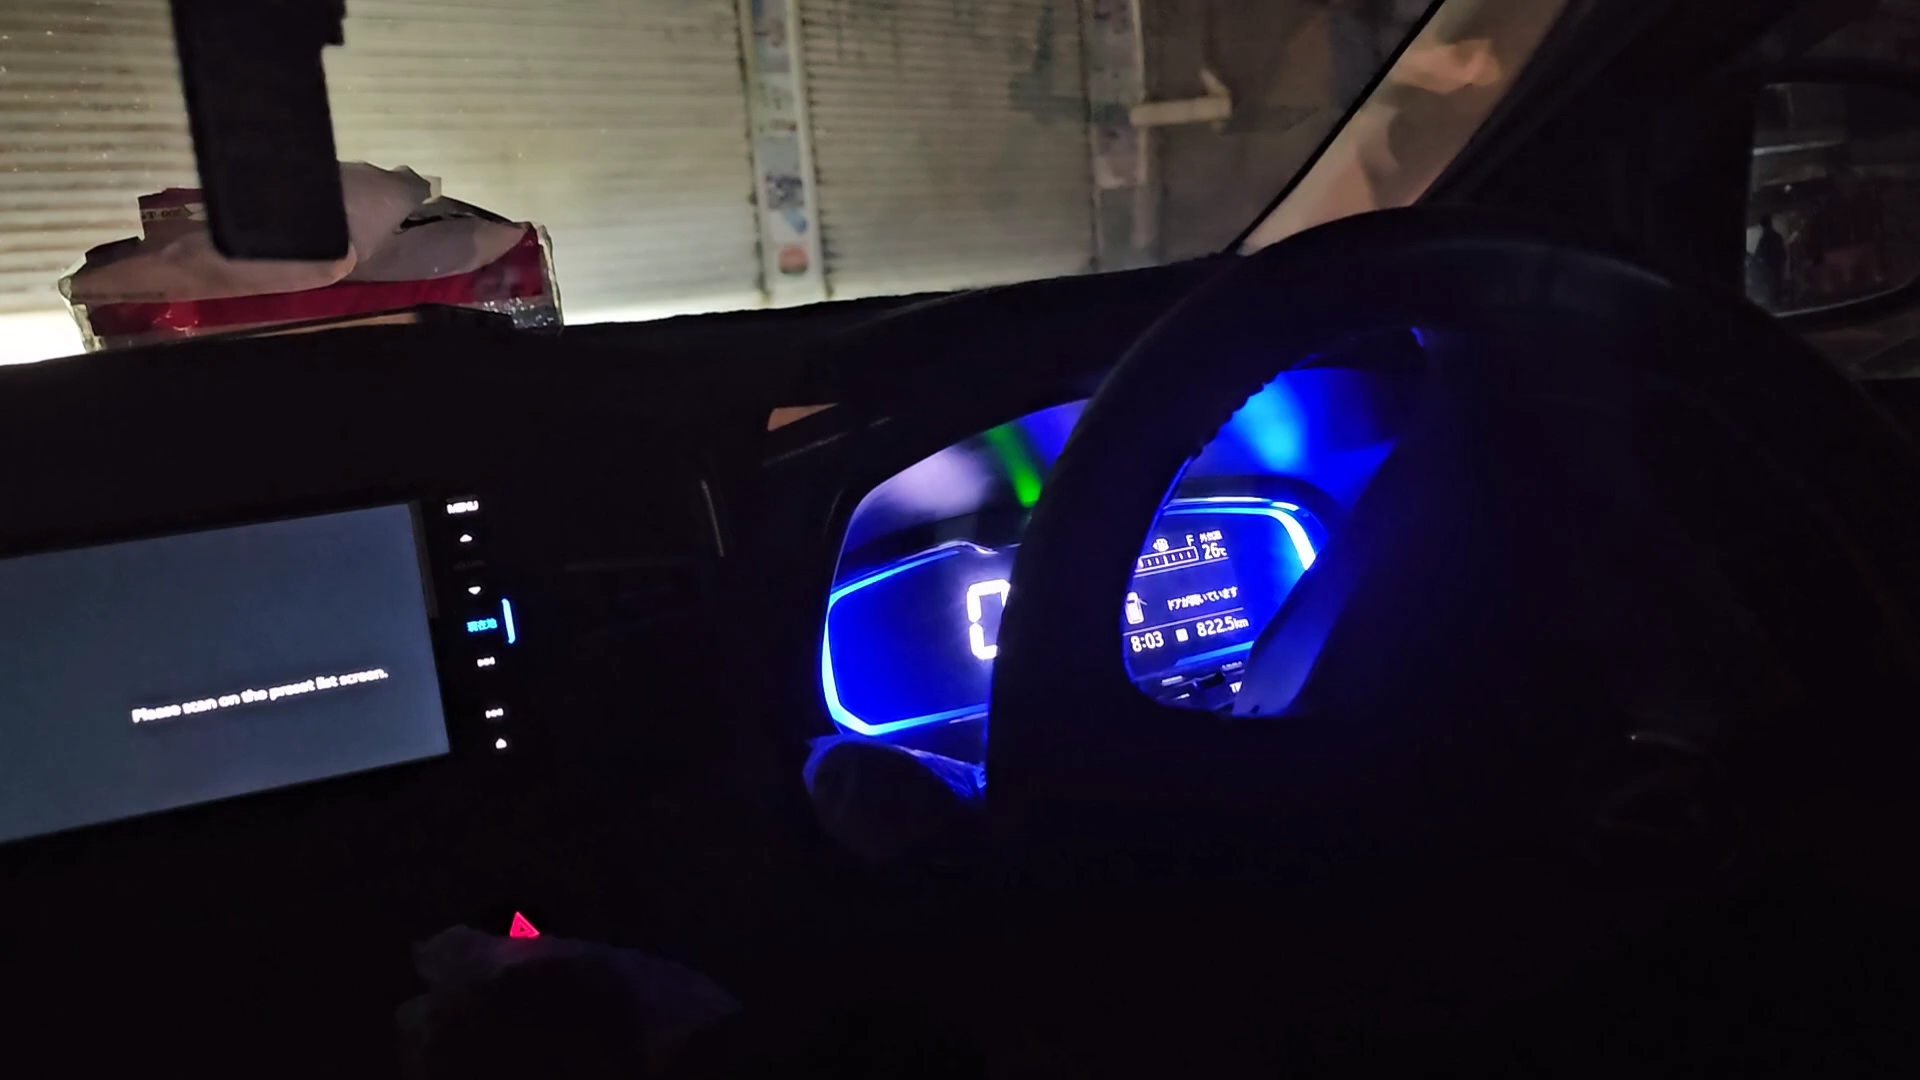 MENU
現在地
Please scan on the preset list screen.
0
F
外気温
26℃
ドアが開いています
8:03
822.5km